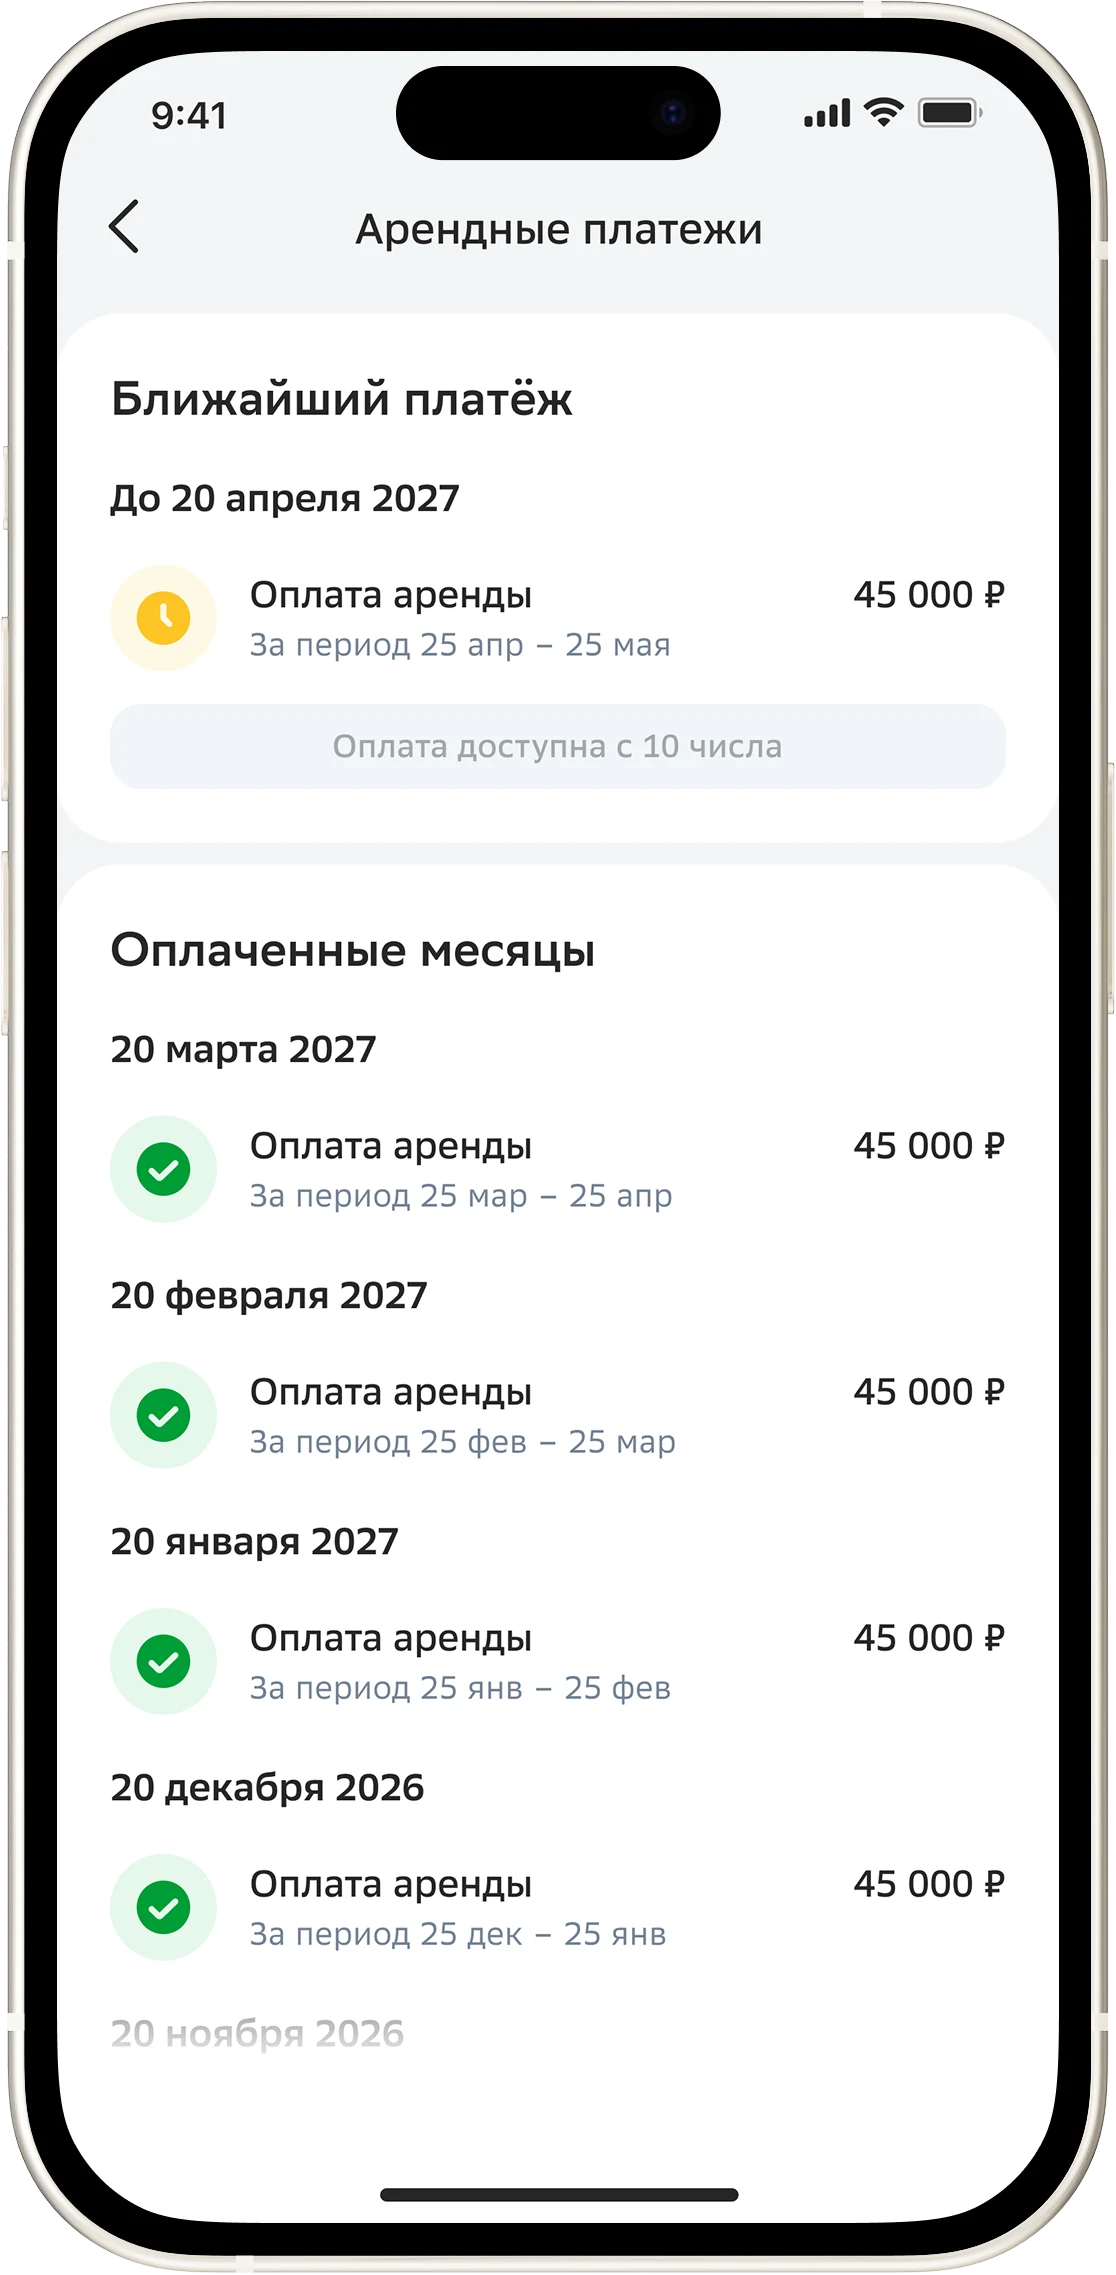 9:41
Арендные платежи
Ближайший платёж
До 20 апреля 2027
Оплата аренды
45 000 ₽
За период 25 апр – 25 мая
Оплата доступна с 10 числа
Оплаченные месяцы
20 марта 2027
Оплата аренды
45 000 ₽
За период 25 мар – 25 апр
20 февраля 2027
Оплата аренды
45 000 ₽
За период 25 фев – 25 мар
20 января 2027
Оплата аренды
45 000 ₽
За период 25 янв – 25 фев
20 декабря 2026
Оплата аренды
45 000 ₽
За период 25 дек – 25 янв
20 ноября 2026